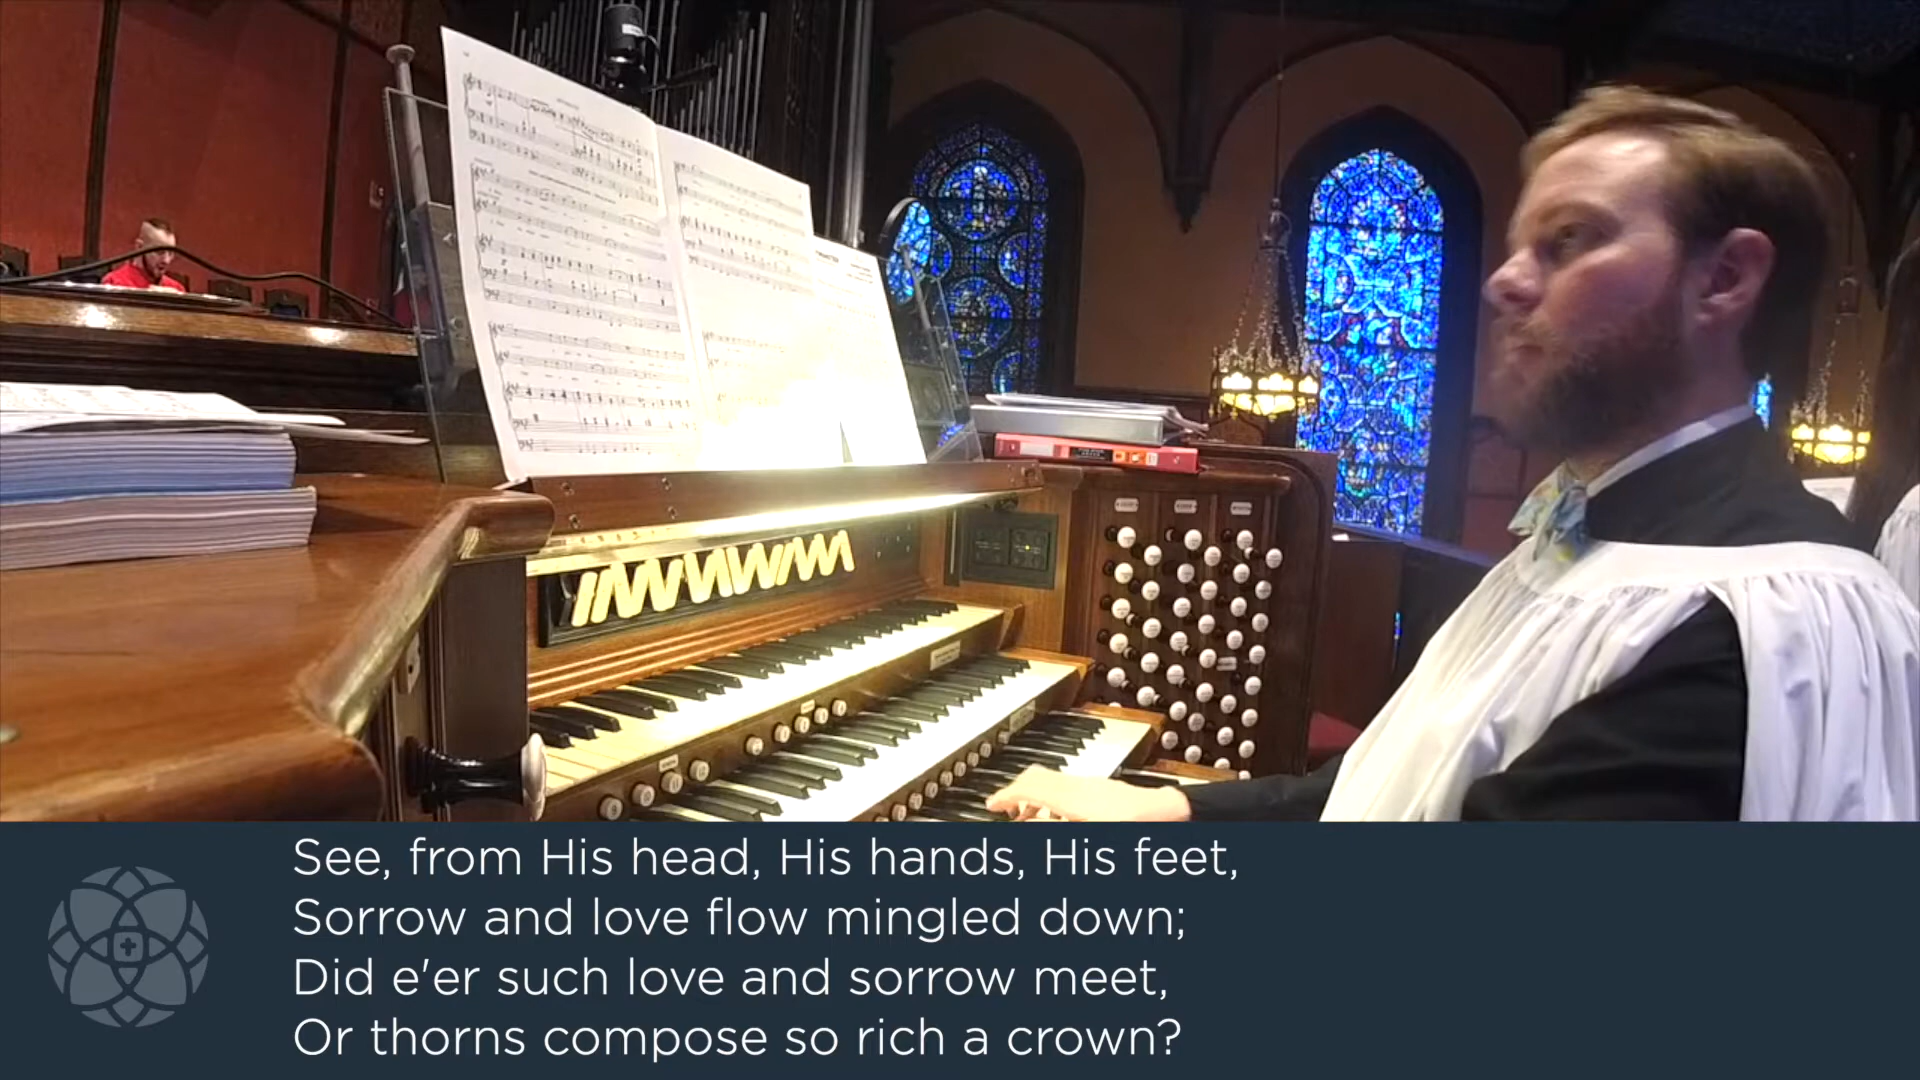 See, from His head, His hands, His feet,
Sorrow and love flow mingled down;
Did e'er such love and sorrow meet,
Or thorns compose so rich a crown?